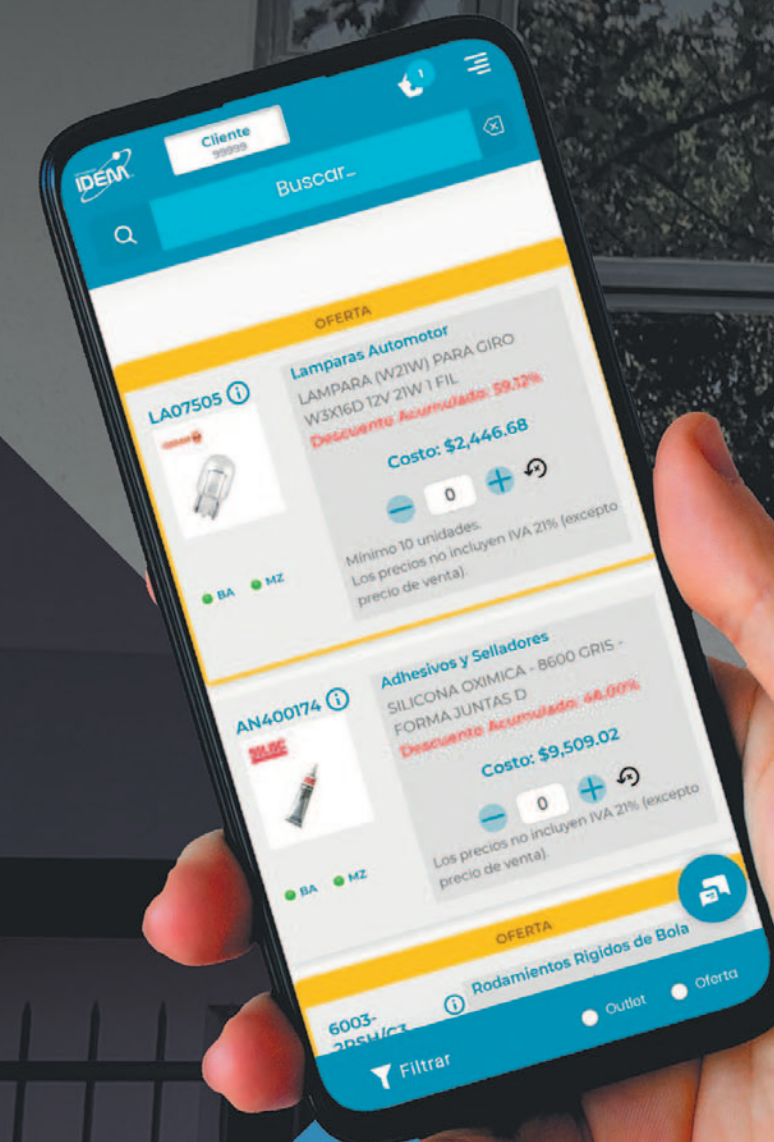 1
IDEM
Cliente
99999
Buscar...
OFERTA
LA07505
Lamparas Automotor
LAMPARA (W21W) PARA GIRO
W3X16D 12V 21W 1 FIL
Descuento Acumulado: 59.12%
Costo: $2,446.68
0
Mínimo 10 unidades.
Los precios no incluyen IVA 21% (excepto
precio de venta).
BA MZ
AN400174
Adhesivos y Selladores
SILICONA OXIMICA - 8600 GRIS -
FORMA JUNTAS D
Descuento Acumulado: 46.00%
Costo: $9,509.02
0
Los precios no incluyen IVA 21% (excepto
precio de venta).
BA MZ
OFERTA
6003-
2RSH/C3
Rodamientos Rigidos de Bola
Filtrar
Outlet
Oferta